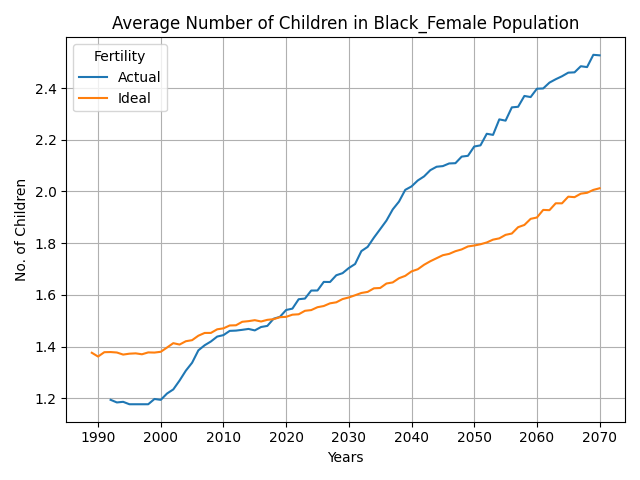 Average Number of Children in Black_Female Population
Fertility
Actual
Ideal
No. of Children
2.4
2.2
2.0
1.8
1.6
1.4
1.2
1990 2000 2010 2020 2030 2040 2050 2060 2070
Years